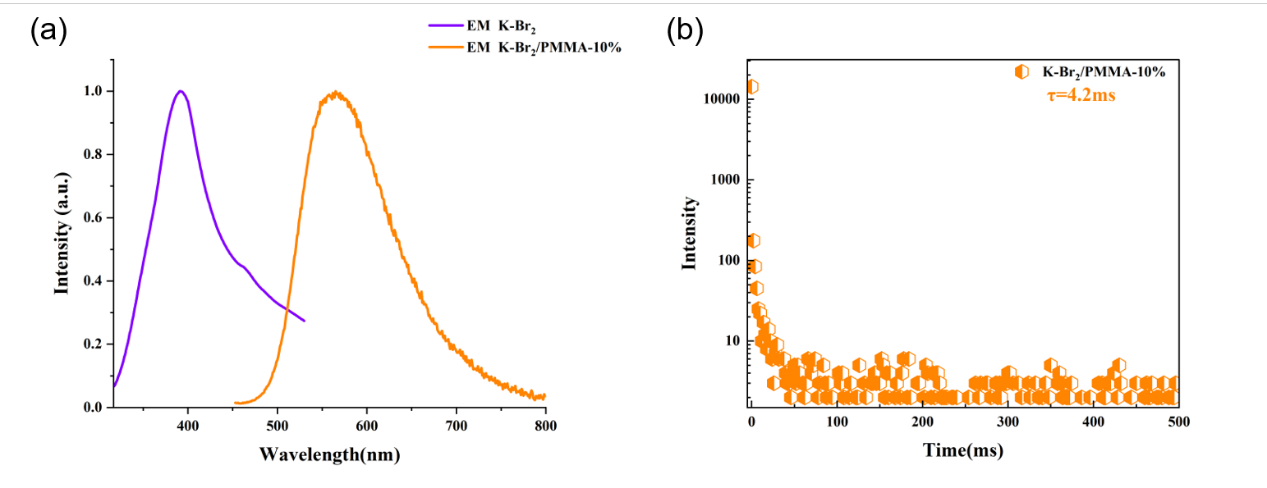 (a)
EM K-Br₂
EM K-Br₂/PMMA-10%
1.0
0.8
0.6
0.4
0.2
0.0
Intensity (a.u.)
400 500 600 700 800
Wavelength(nm)
(b)
K-Br₂/PMMA-10%
τ=4.2ms
10000
1000
100
10
Intensity
0 100 200 300 400 500
Time(ms)